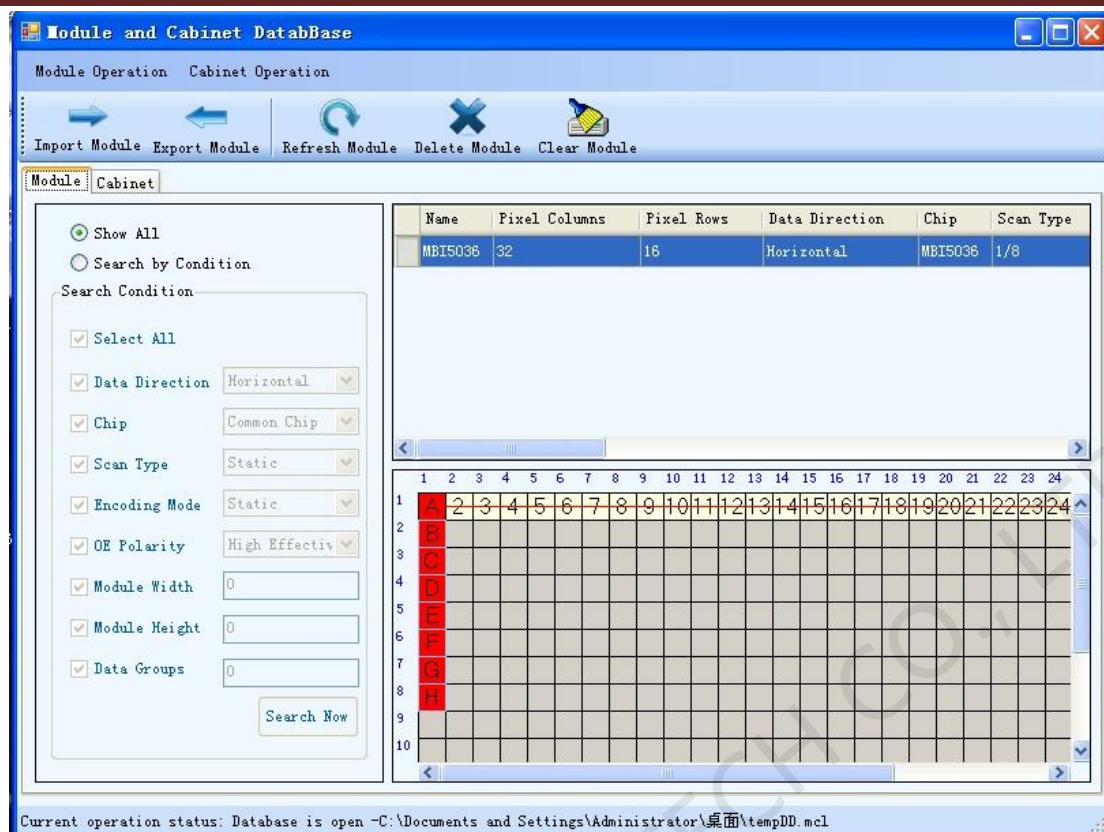 Module and Cabinet DatabBase
Module Operation Cabinet Operation
Import Module Export Module Refresh Module Delete Module Clear Module
Module Cabinet
Show All
Search by Condition
Search Condition
Select All
Data Direction Horizontal
Chip Common Chip
Scan Type Static
Encoding Mode Static
OE Polarity High Effectiv
Module Width 0
Module Height 0
Data Groups 0
Search Now
Name Pixel Columns Pixel Rows Data Direction Chip Scan Type
MBI5036 32 16 Horizontal MBI5036 1/8
1 2 3 4 5 6 7 8 9 10 11 12 13 14 15 16 17 18 19 20 21 22 23 24
1 A 2 3 4 5 6 7 8 9 10 11 12 13 14 15 16 17 18 19 20 21 22 23 24
2 B
3 C
4 D
5 E
6 F
7 G
8 H
9
10
TECH CO., LT
Current operation status: Database is open -C:\Documents and Settings\Administrator\桌面\tempDD.mcl